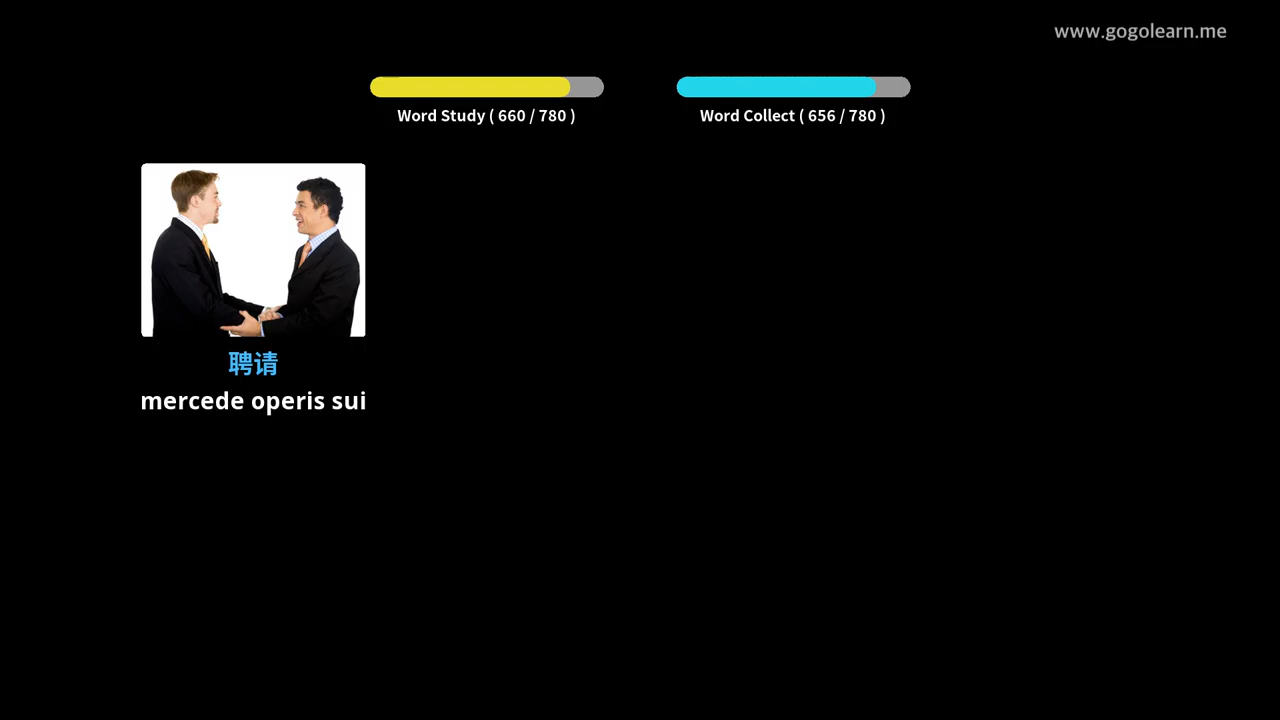 www.gogolearn.me
Word Study ( 660 / 780 )
Word Collect ( 656 / 780 )
聘请
mercede operis sui